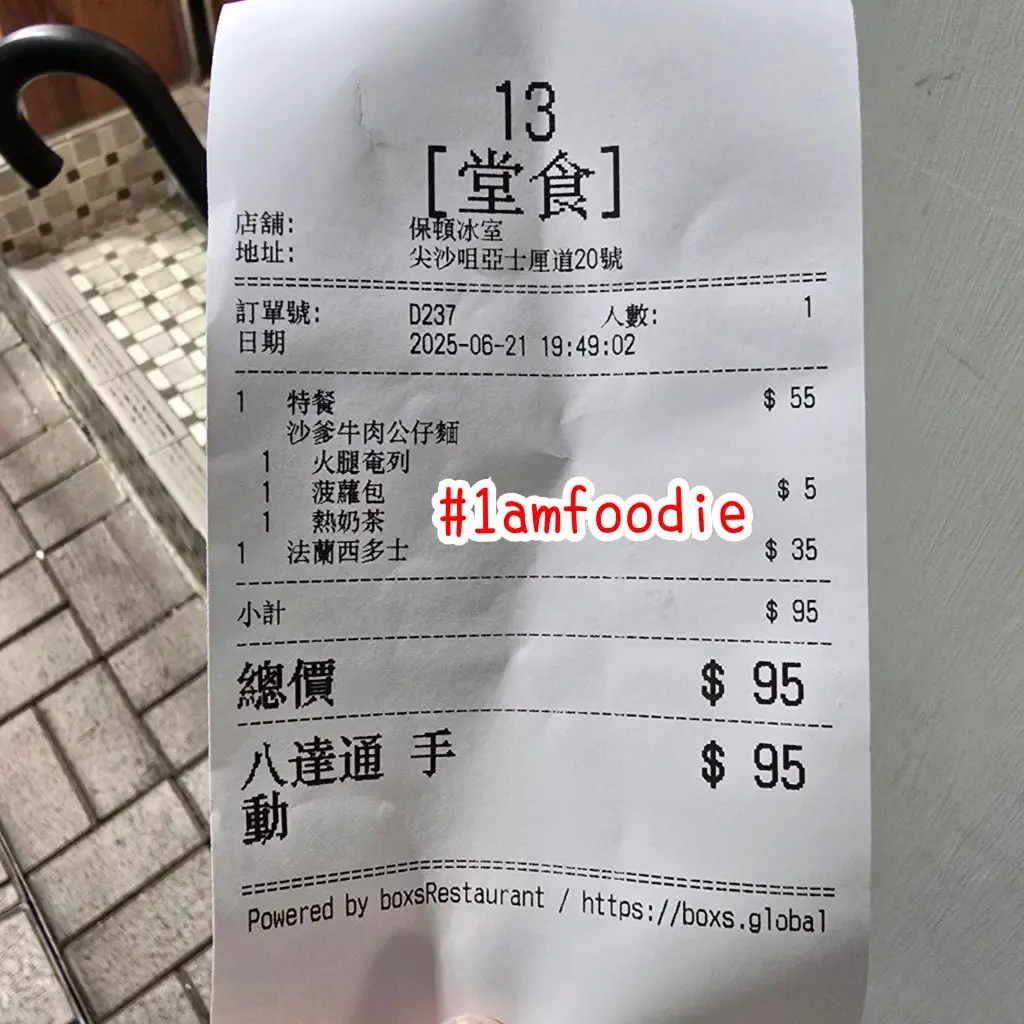 13
[堂食]
店舖: 保頓冰室
地址: 尖沙咀亞士厘道20號
訂單號: D237 人數: 1
日期 2025-06-21 19:49:02
1 特餐 $ 55
沙爹牛肉公仔麵
1 火腿奄列
1 菠蘿包 $ 5
1 熱奶茶
#1amfoodie
1 法蘭西多士 $ 35
小計 $ 95
總價 $ 95
八達通 手 $ 95
動
Powered by boxsRestaurant / https://boxs.global